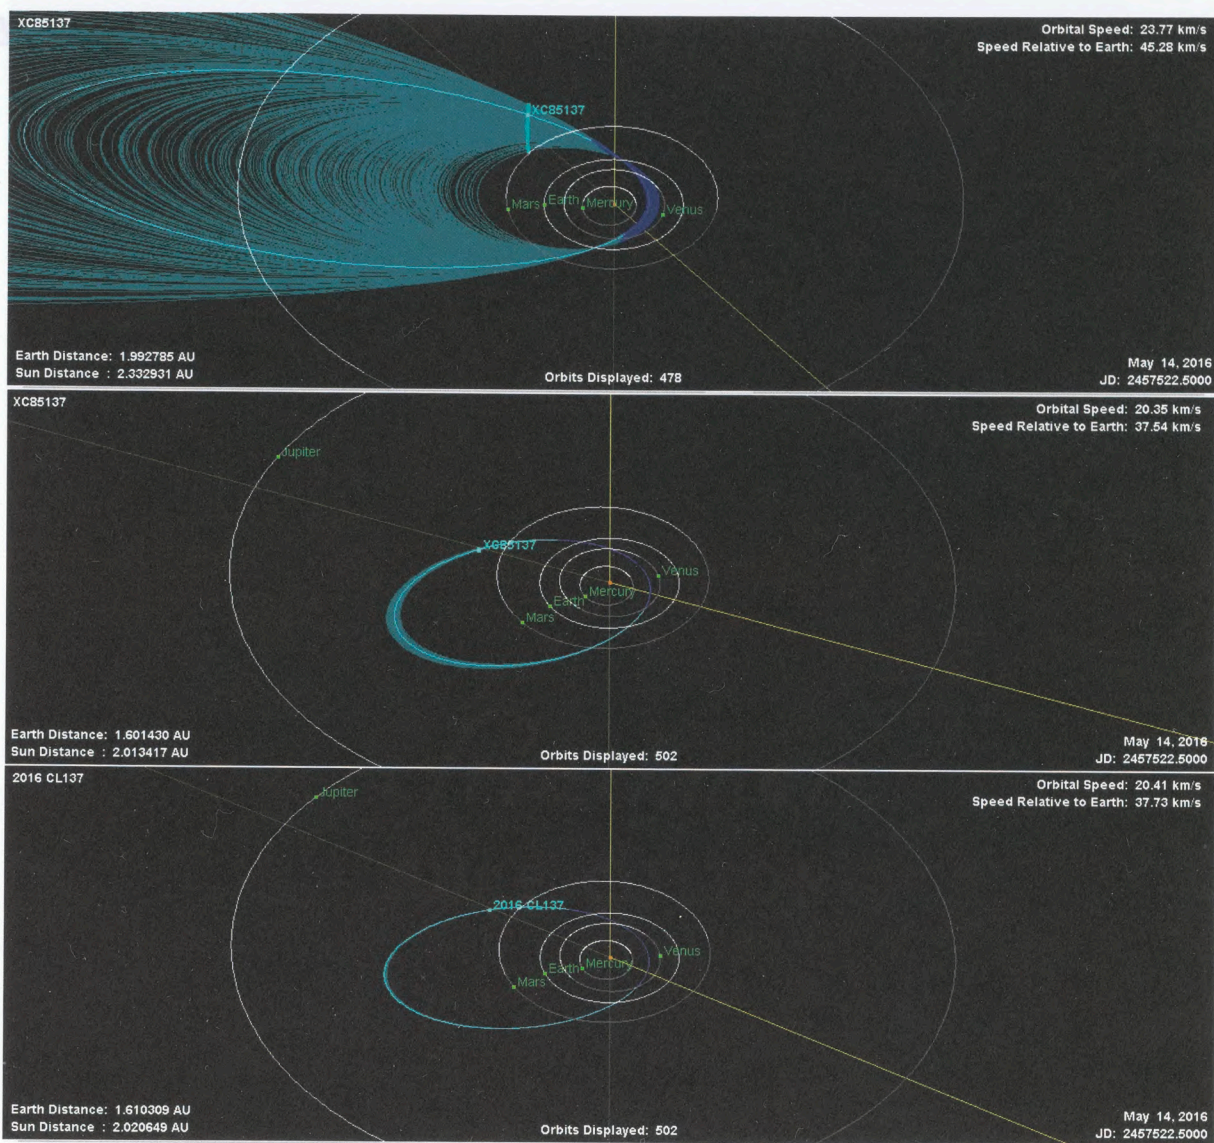 XC85137
Orbital Speed: 23.77 km/s
Speed Relative to Earth: 45.28 km/s
XC85137
Mars
Earth
Mercury
Venus
Earth Distance: 1.992785 AU
Sun Distance : 2.332931 AU
Orbits Displayed: 478
May 14, 2016
JD: 2457522.5000
XC85137
Orbital Speed: 20.35 km/s
Speed Relative to Earth: 37.54 km/s
Jupiter
XC85137
Venus
Mercury
Earth
Mars
Earth Distance: 1.601430 AU
Sun Distance : 2.013417 AU
Orbits Displayed: 502
May 14, 2016
JD: 2457522.5000
2016 CL137
Orbital Speed: 20.41 km/s
Speed Relative to Earth: 37.73 km/s
Jupiter
2016 CL137
Venus
Mercury
Earth
Mars
Earth Distance: 1.610309 AU
Sun Distance : 2.020649 AU
Orbits Displayed: 502
May 14, 2016
JD: 2457522.5000